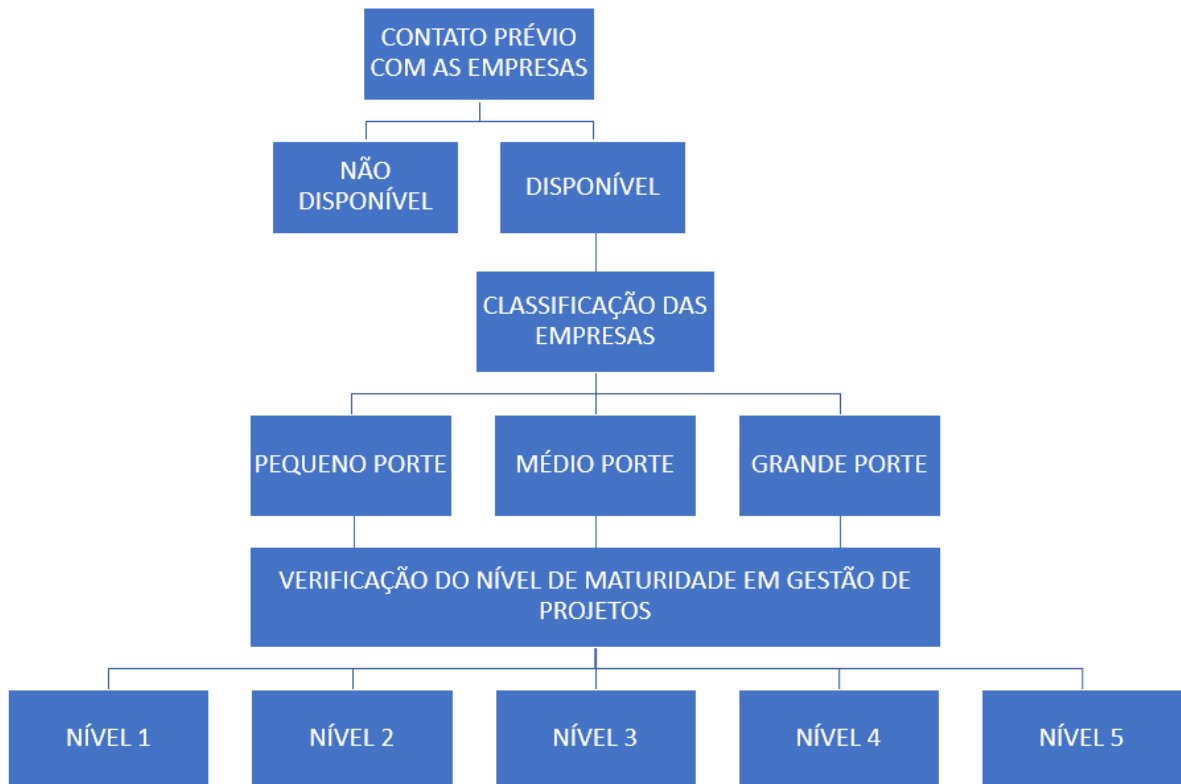 CONTATO PRÉVIO
COM AS EMPRESAS
NÃO
DISPONÍVEL
DISPONÍVEL
CLASSIFICAÇÃO DAS
EMPRESAS
PEQUENO PORTE
MÉDIO PORTE
GRANDE PORTE
VERIFICAÇÃO DO NÍVEL DE MATURIDADE EM GESTÃO DE
PROJETOS
NÍVEL 1
NÍVEL 2
NÍVEL 3
NÍVEL 4
NÍVEL 5